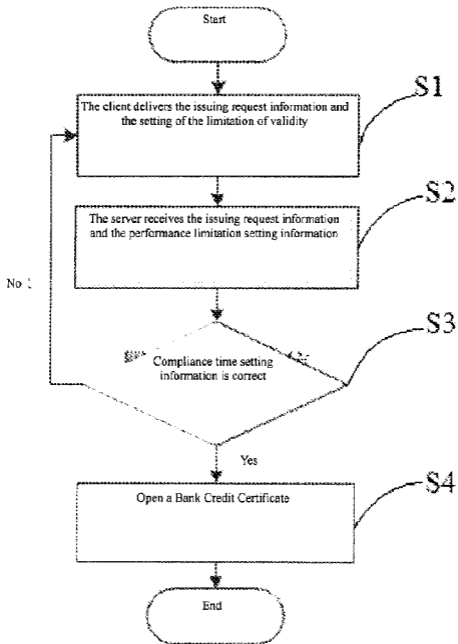 Start
The client delivers the issuing request information and
the setting of the limitation of validity
S1
The server receives the issuing request information
and the performance limitation setting information
S2
No
Compliance time setting
information is correct
S3
Yes
Open a Bank Credit Certificate
S4
End